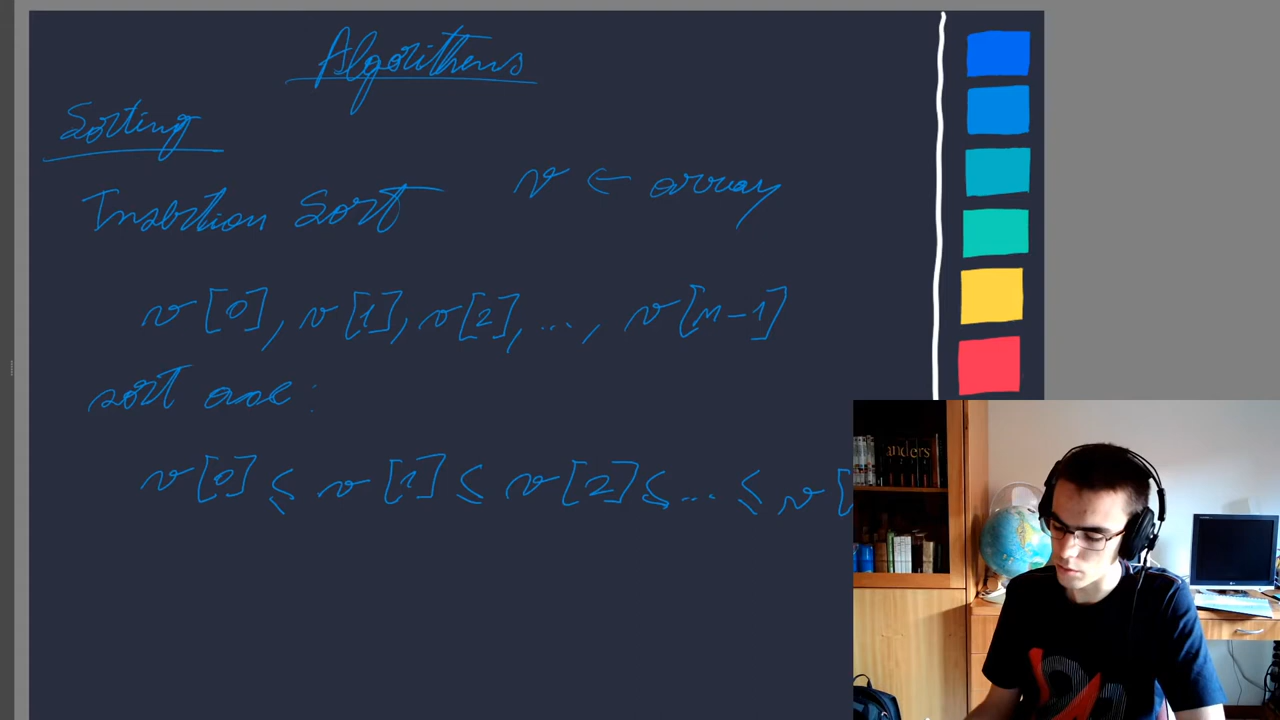 Algorithms
Sorting
Insertion Sort v ← array
v[0], v[1], v[2], ..., v[n-1]
sort asc:
v[0] ≤ v[1] ≤ v[2] ≤ ... ≤ v[
anders